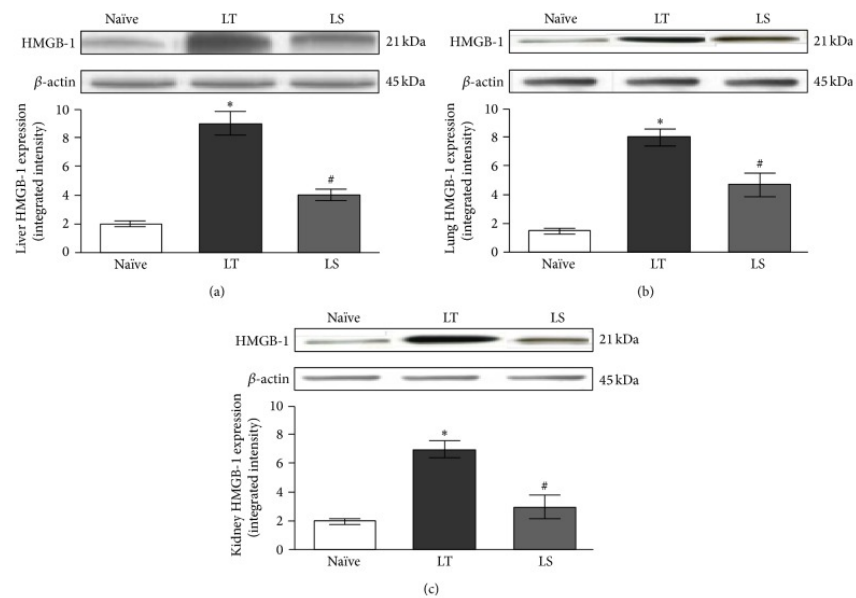 Naïve LT LS
HMGB-1 21 kDa
β-actin 45 kDa
Liver HMGB-1 expression
(integrated intensity)
10
8
6
4
2
0
*
#
Naïve LT LS
(a)
Naïve LT LS
HMGB-1 21 kDa
β-actin 45 kDa
Lung HMGB-1 expression
(integrated intensity)
10
8
6
4
2
0
*
#
Naïve LT LS
(b)
Naïve LT LS
HMGB-1 21 kDa
β-actin 45 kDa
Kidney HMGB-1 expression
(integrated intensity)
10
8
6
4
2
0
*
#
Naïve LT LS
(c)